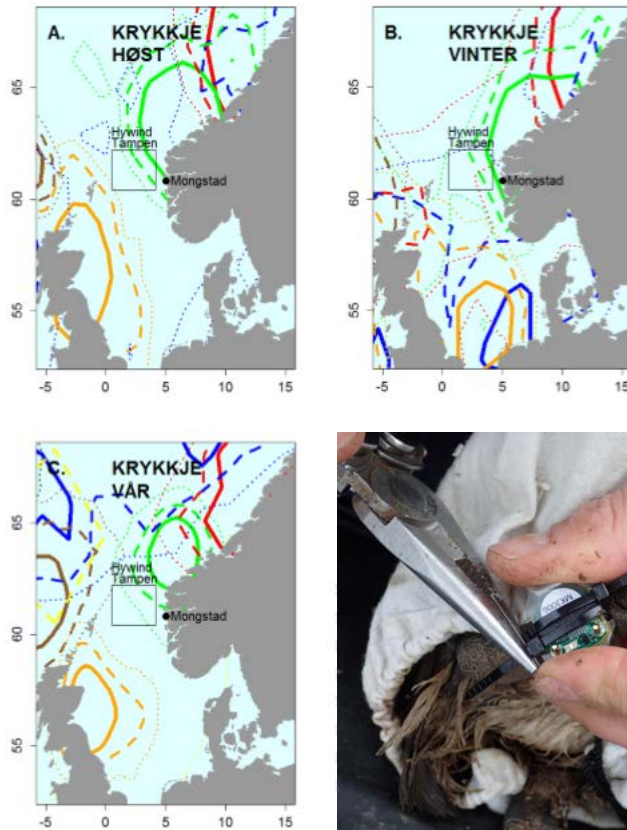 A.
KRYKKJE
HØST
Hywind
Tampen
Mongstad
65
60
55
-5 0 5 10 15
B.
KRYKKJE
VINTER
Hywind
Tampen
Mongstad
65
60
55
-5 0 5 10 15
C.
KRYKKJE
VÅR
Hywind
Tampen
Mongstad
65
60
55
-5 0 5 10 15